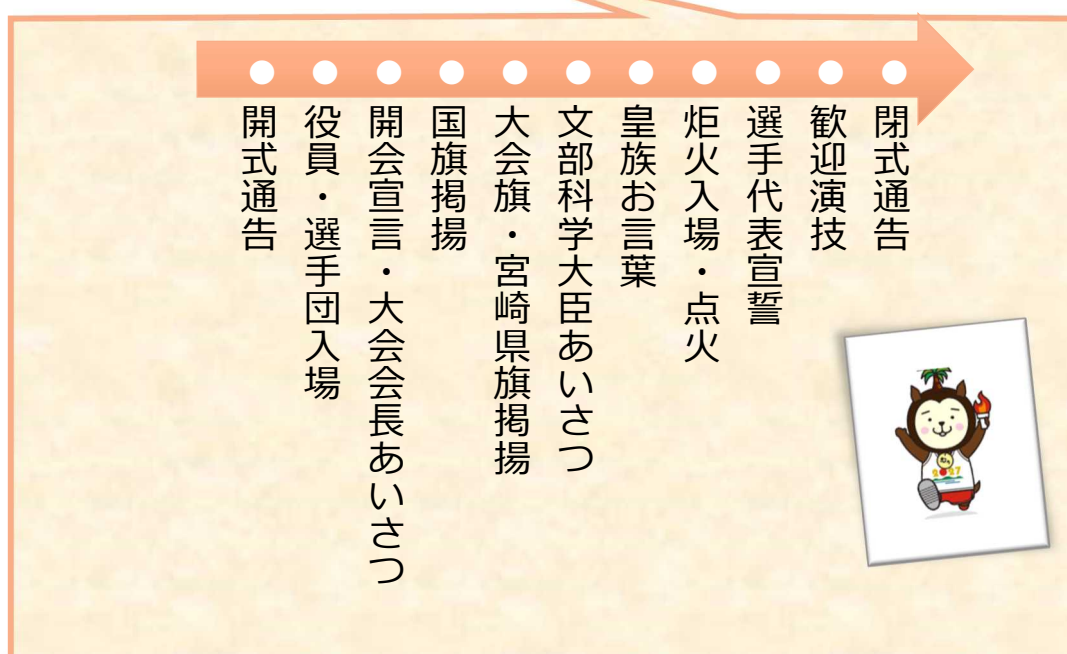 開式通告
役員・選手団入場
開会宣言・大会会長あいさつ
国旗掲揚
大会旗・宮崎県旗掲揚
文部科学大臣あいさつ
皇族お言葉
炬火入場・点火
選手代表宣誓
歓迎演技
閉式通告
2027